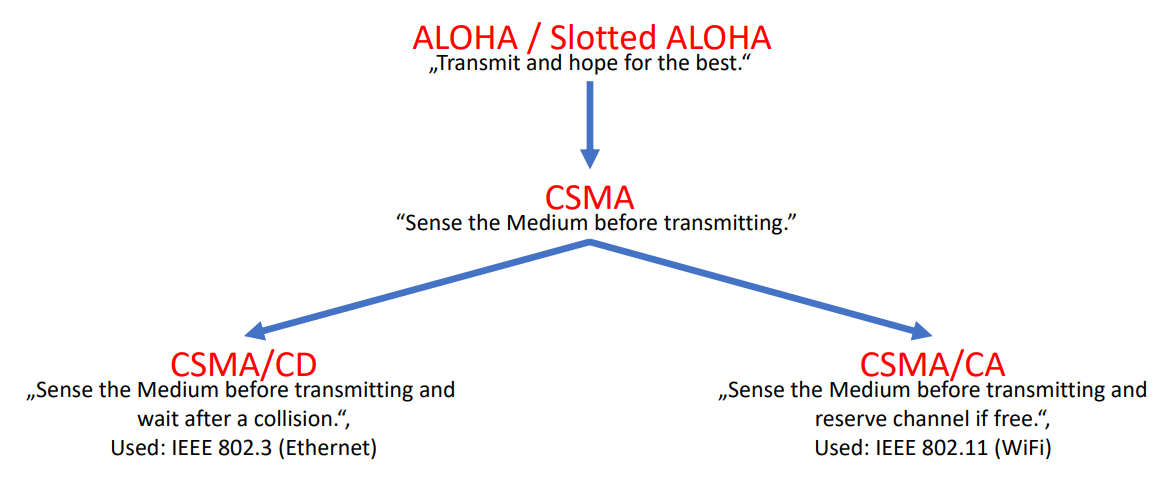 ALOHA / Slotted ALOHA
„Transmit and hope for the best.“
CSMA
“Sense the Medium before transmitting.”
CSMA/CD
„Sense the Medium before transmitting and
wait after a collision.“,
Used: IEEE 802.3 (Ethernet)
CSMA/CA
„Sense the Medium before transmitting and
reserve channel if free.“,
Used: IEEE 802.11 (WiFi)